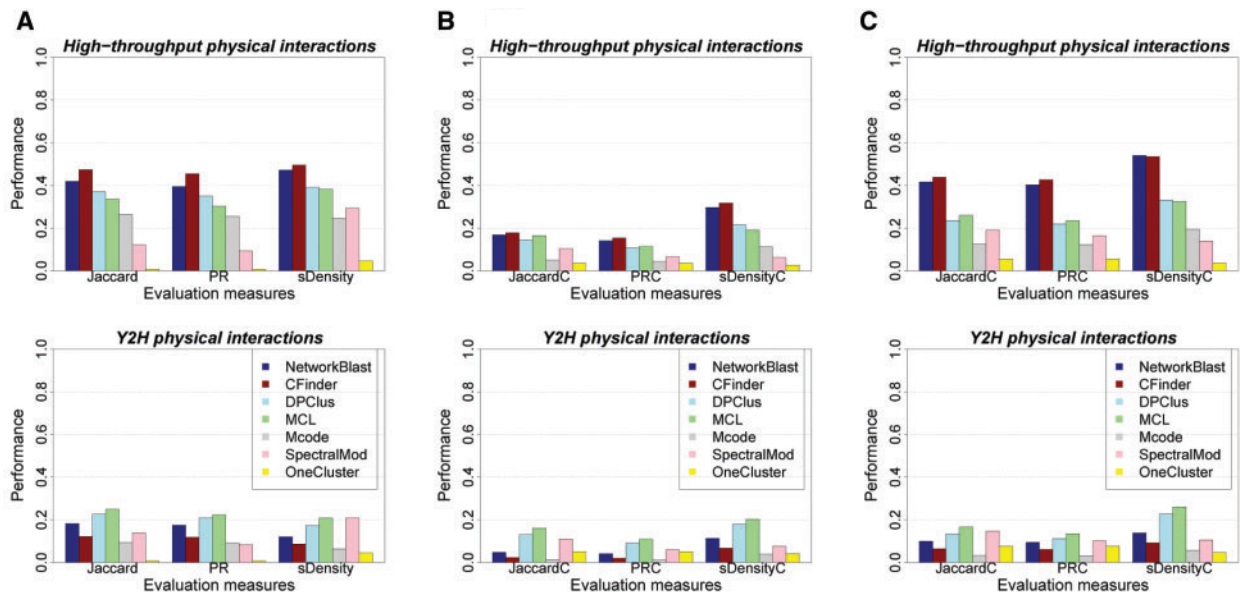 A
B
C
High-throughput physical interactions
High-throughput physical interactions
High-throughput physical interactions
Performance
0.0 0.2 0.4 0.6 0.8 1.0
Jaccard PR sDensity
Evaluation measures
Performance
0.0 0.2 0.4 0.6 0.8 1.0
JaccardC PRC sDensityC
Evaluation measures
Performance
0.0 0.2 0.4 0.6 0.8 1.0
JaccardC PRC sDensityC
Evaluation measures
Y2H physical interactions
Performance
0.0 0.2 0.4 0.6 0.8 1.0
NetworkBlast
CFinder
DPClus
MCL
Mcode
SpectralMod
OneCluster
Jaccard PR sDensity
Evaluation measures
Y2H physical interactions
Performance
0.0 0.2 0.4 0.6 0.8 1.0
NetworkBlast
CFinder
DPClus
MCL
Mcode
SpectralMod
OneCluster
JaccardC PRC sDensityC
Evaluation measures
Y2H physical interactions
Performance
0.0 0.2 0.4 0.6 0.8 1.0
NetworkBlast
CFinder
DPClus
MCL
Mcode
SpectralMod
OneCluster
JaccardC PRC sDensityC
Evaluation measures